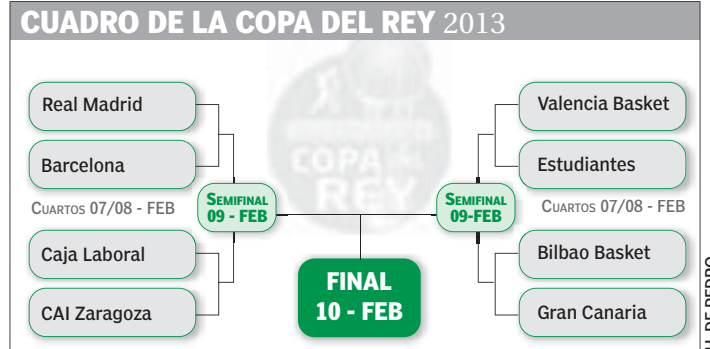 CUADRO DE LA COPA DEL REY 2013
Real Madrid
Barcelona
CUARTOS 07/08 - FEB
Caja Laboral
CAI Zaragoza
SEMIFINAL
09 - FEB
COPA
REY
FINAL
10 - FEB
SEMIFINAL
09-FEB
Valencia Basket
Estudiantes
CUARTOS 07/08 - FEB
Bilbao Basket
Gran Canaria